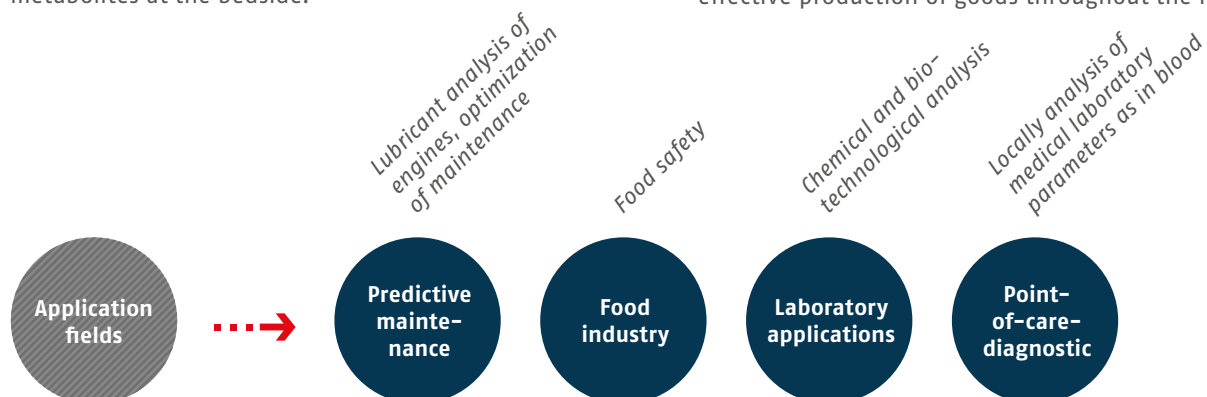 metabolites at the bedside.
effective production of goods throughout the
Lubricant analysis of
engines, optimization
of maintenance
Food safety
Chemical and bio-
technological analysis
Locally analysis of
medical laboratory
parameters as in blood
Application
fields
Predictive
mainte-
nance
Food
industry
Laboratory
applications
Point-
of-care-
diagnostic